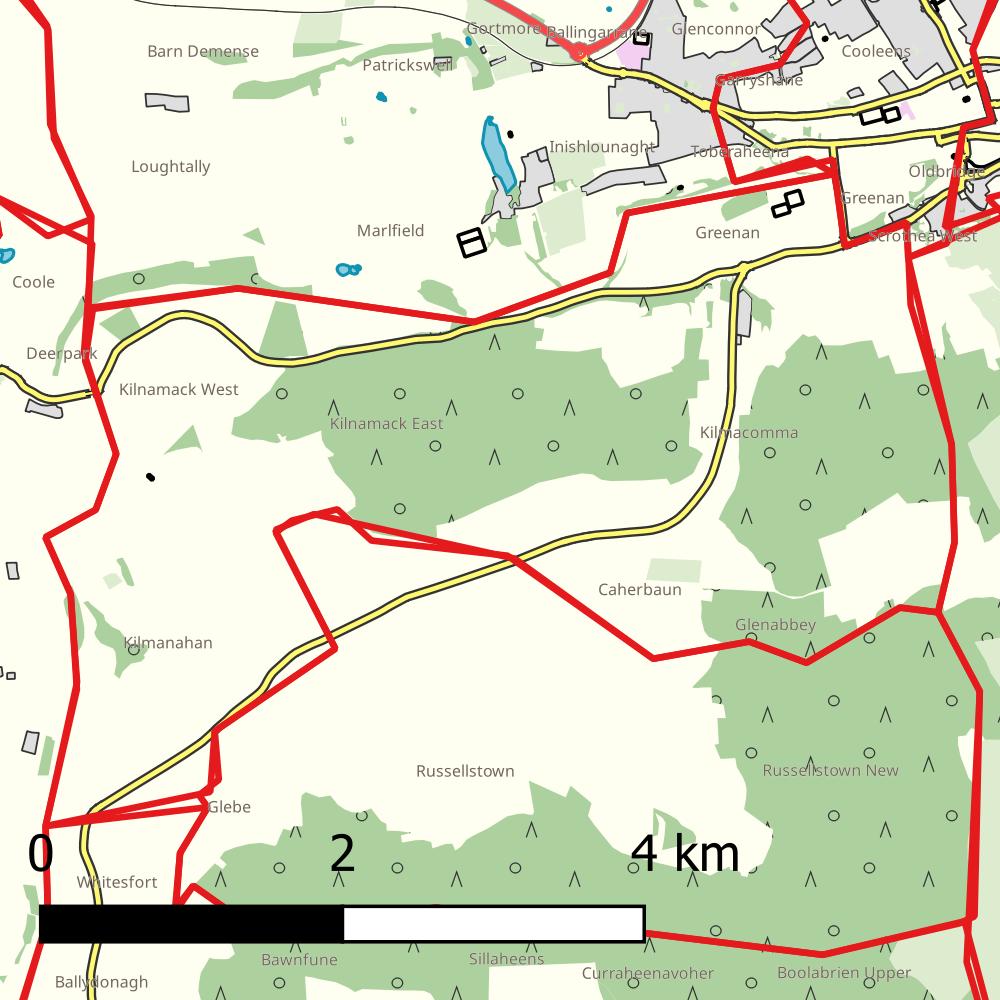 Gortmore
Ballingarrane
Glenconnor
Barn Demense
Patrickswell
Cooleens
Garryshane
Inishlounaght
Toberaheena
Loughtally
Oldbridge
Greenan
Marlfield
Greenan
Scrothea West
Coole
Deerpark
Kilnamack West
Kilnamack East
Kilmacomma
Caherbaun
Glenabbey
Kilmanahan
Russellstown
Russellstown New
Glebe
0 2 4 km
Whitesfort
Bawnfune
Sillaheens
Curraheenavoher
Boolabrien Upper
Ballydonagh